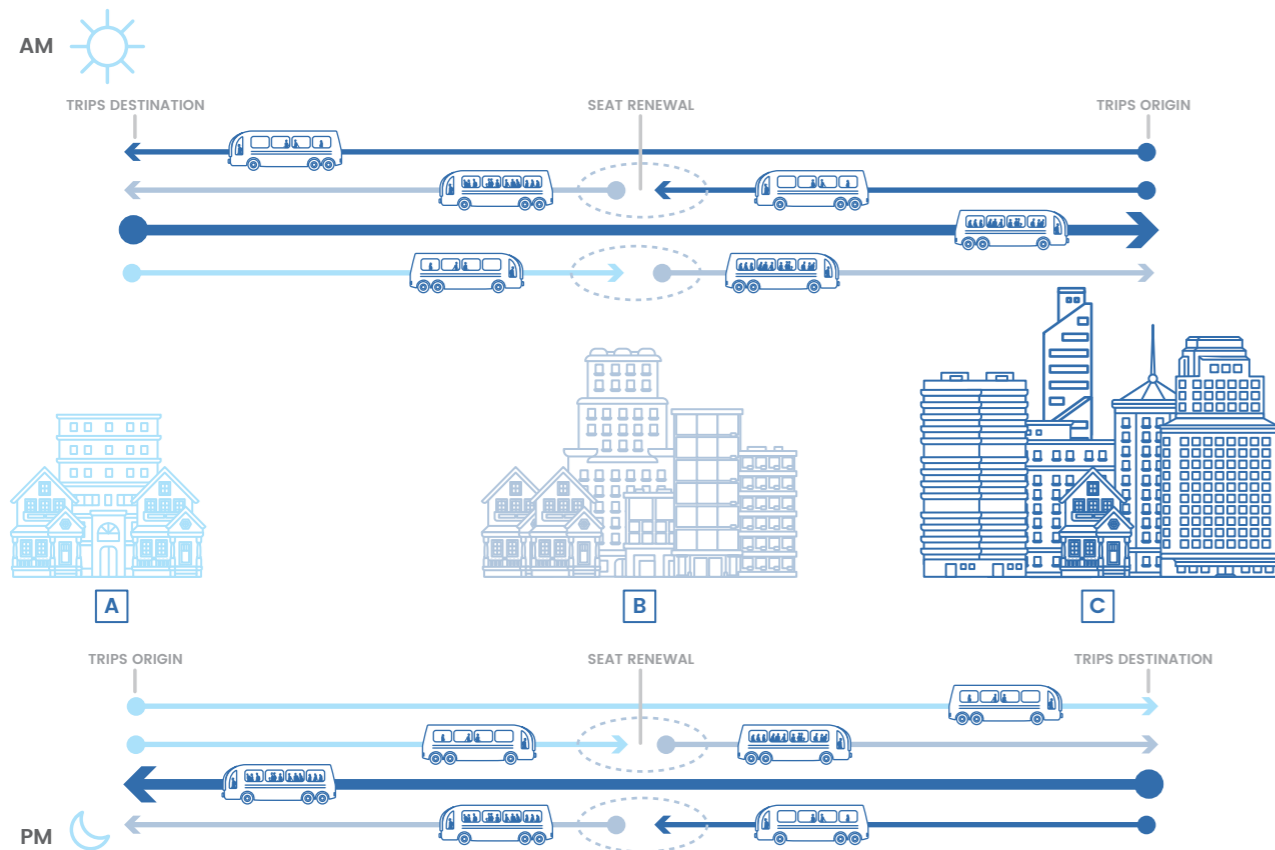 AM
TRIPS DESTINATION
SEAT RENEWAL
TRIPS ORIGIN
A
B
C
TRIPS ORIGIN
SEAT RENEWAL
TRIPS DESTINATION
PM